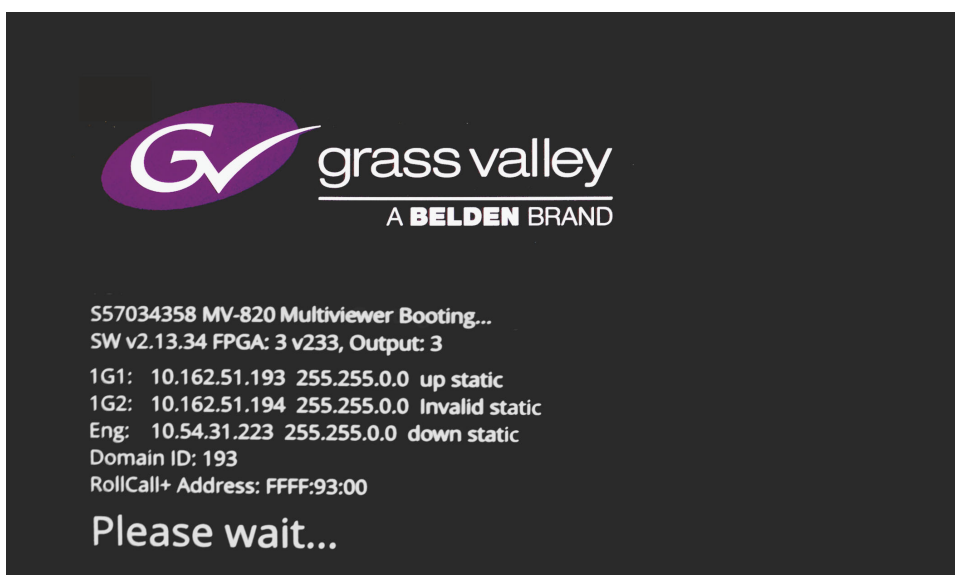 GV
grass valley
A BELDEN BRAND
S57034358 MV-820 Multiviewer Booting...
SW v2.13.34 FPGA: 3 v233, Output: 3
1G1: 10.162.51.193 255.255.0.0 up static
1G2: 10.162.51.194 255.255.0.0 Invalid static
Eng: 10.54.31.223 255.255.0.0 down static
Domain ID: 193
RollCall+ Address: FFFF:93:00
Please wait...